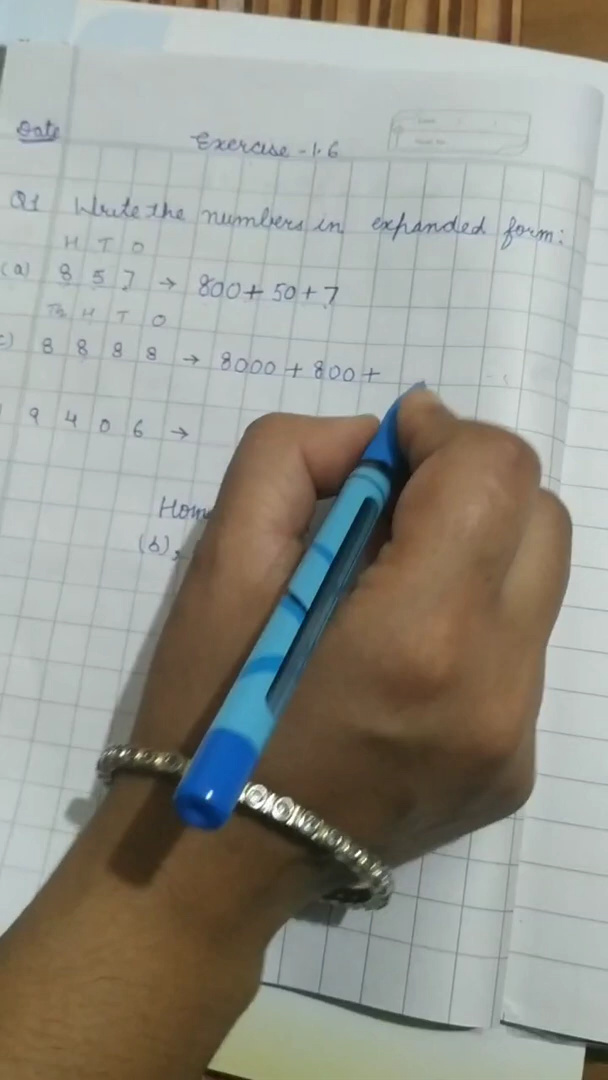 Date
Exercise - 1.6
Q1 Write the numbers in expanded form:
H T O
(a) 8 5 7 → 800 + 50 + 7
Th H T O
8 8 8 8 → 8000 + 800 +
9 4 0 6 →
(b),